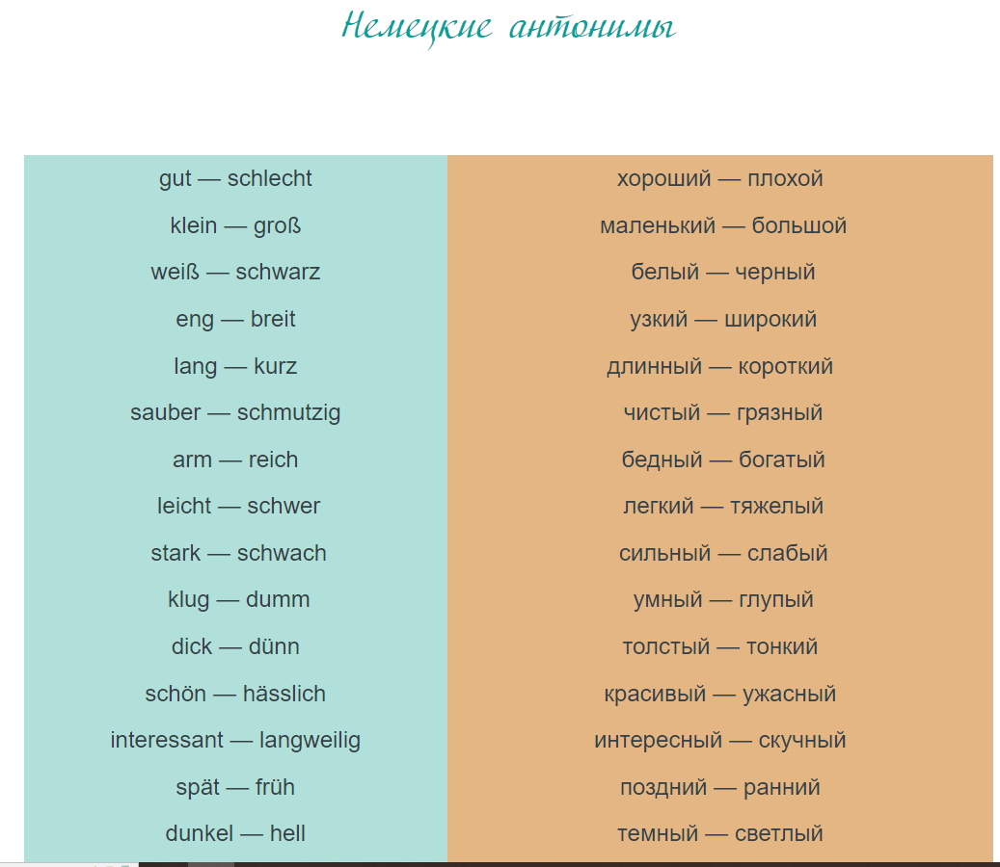 Немецкие антонимы
gut — schlecht хороший — плохой
klein — groß маленький — большой
weiß — schwarz белый — черный
eng — breit узкий — широкий
lang — kurz длинный — короткий
sauber — schmutzig чистый — грязный
arm — reich бедный — богатый
leicht — schwer легкий — тяжелый
stark — schwach сильный — слабый
klug — dumm умный — глупый
dick — dünn толстый — тонкий
schön — hässlich красивый — ужасный
interessant — langweilig интересный — скучный
spät — früh поздний — ранний
dunkel — hell темный — светлый